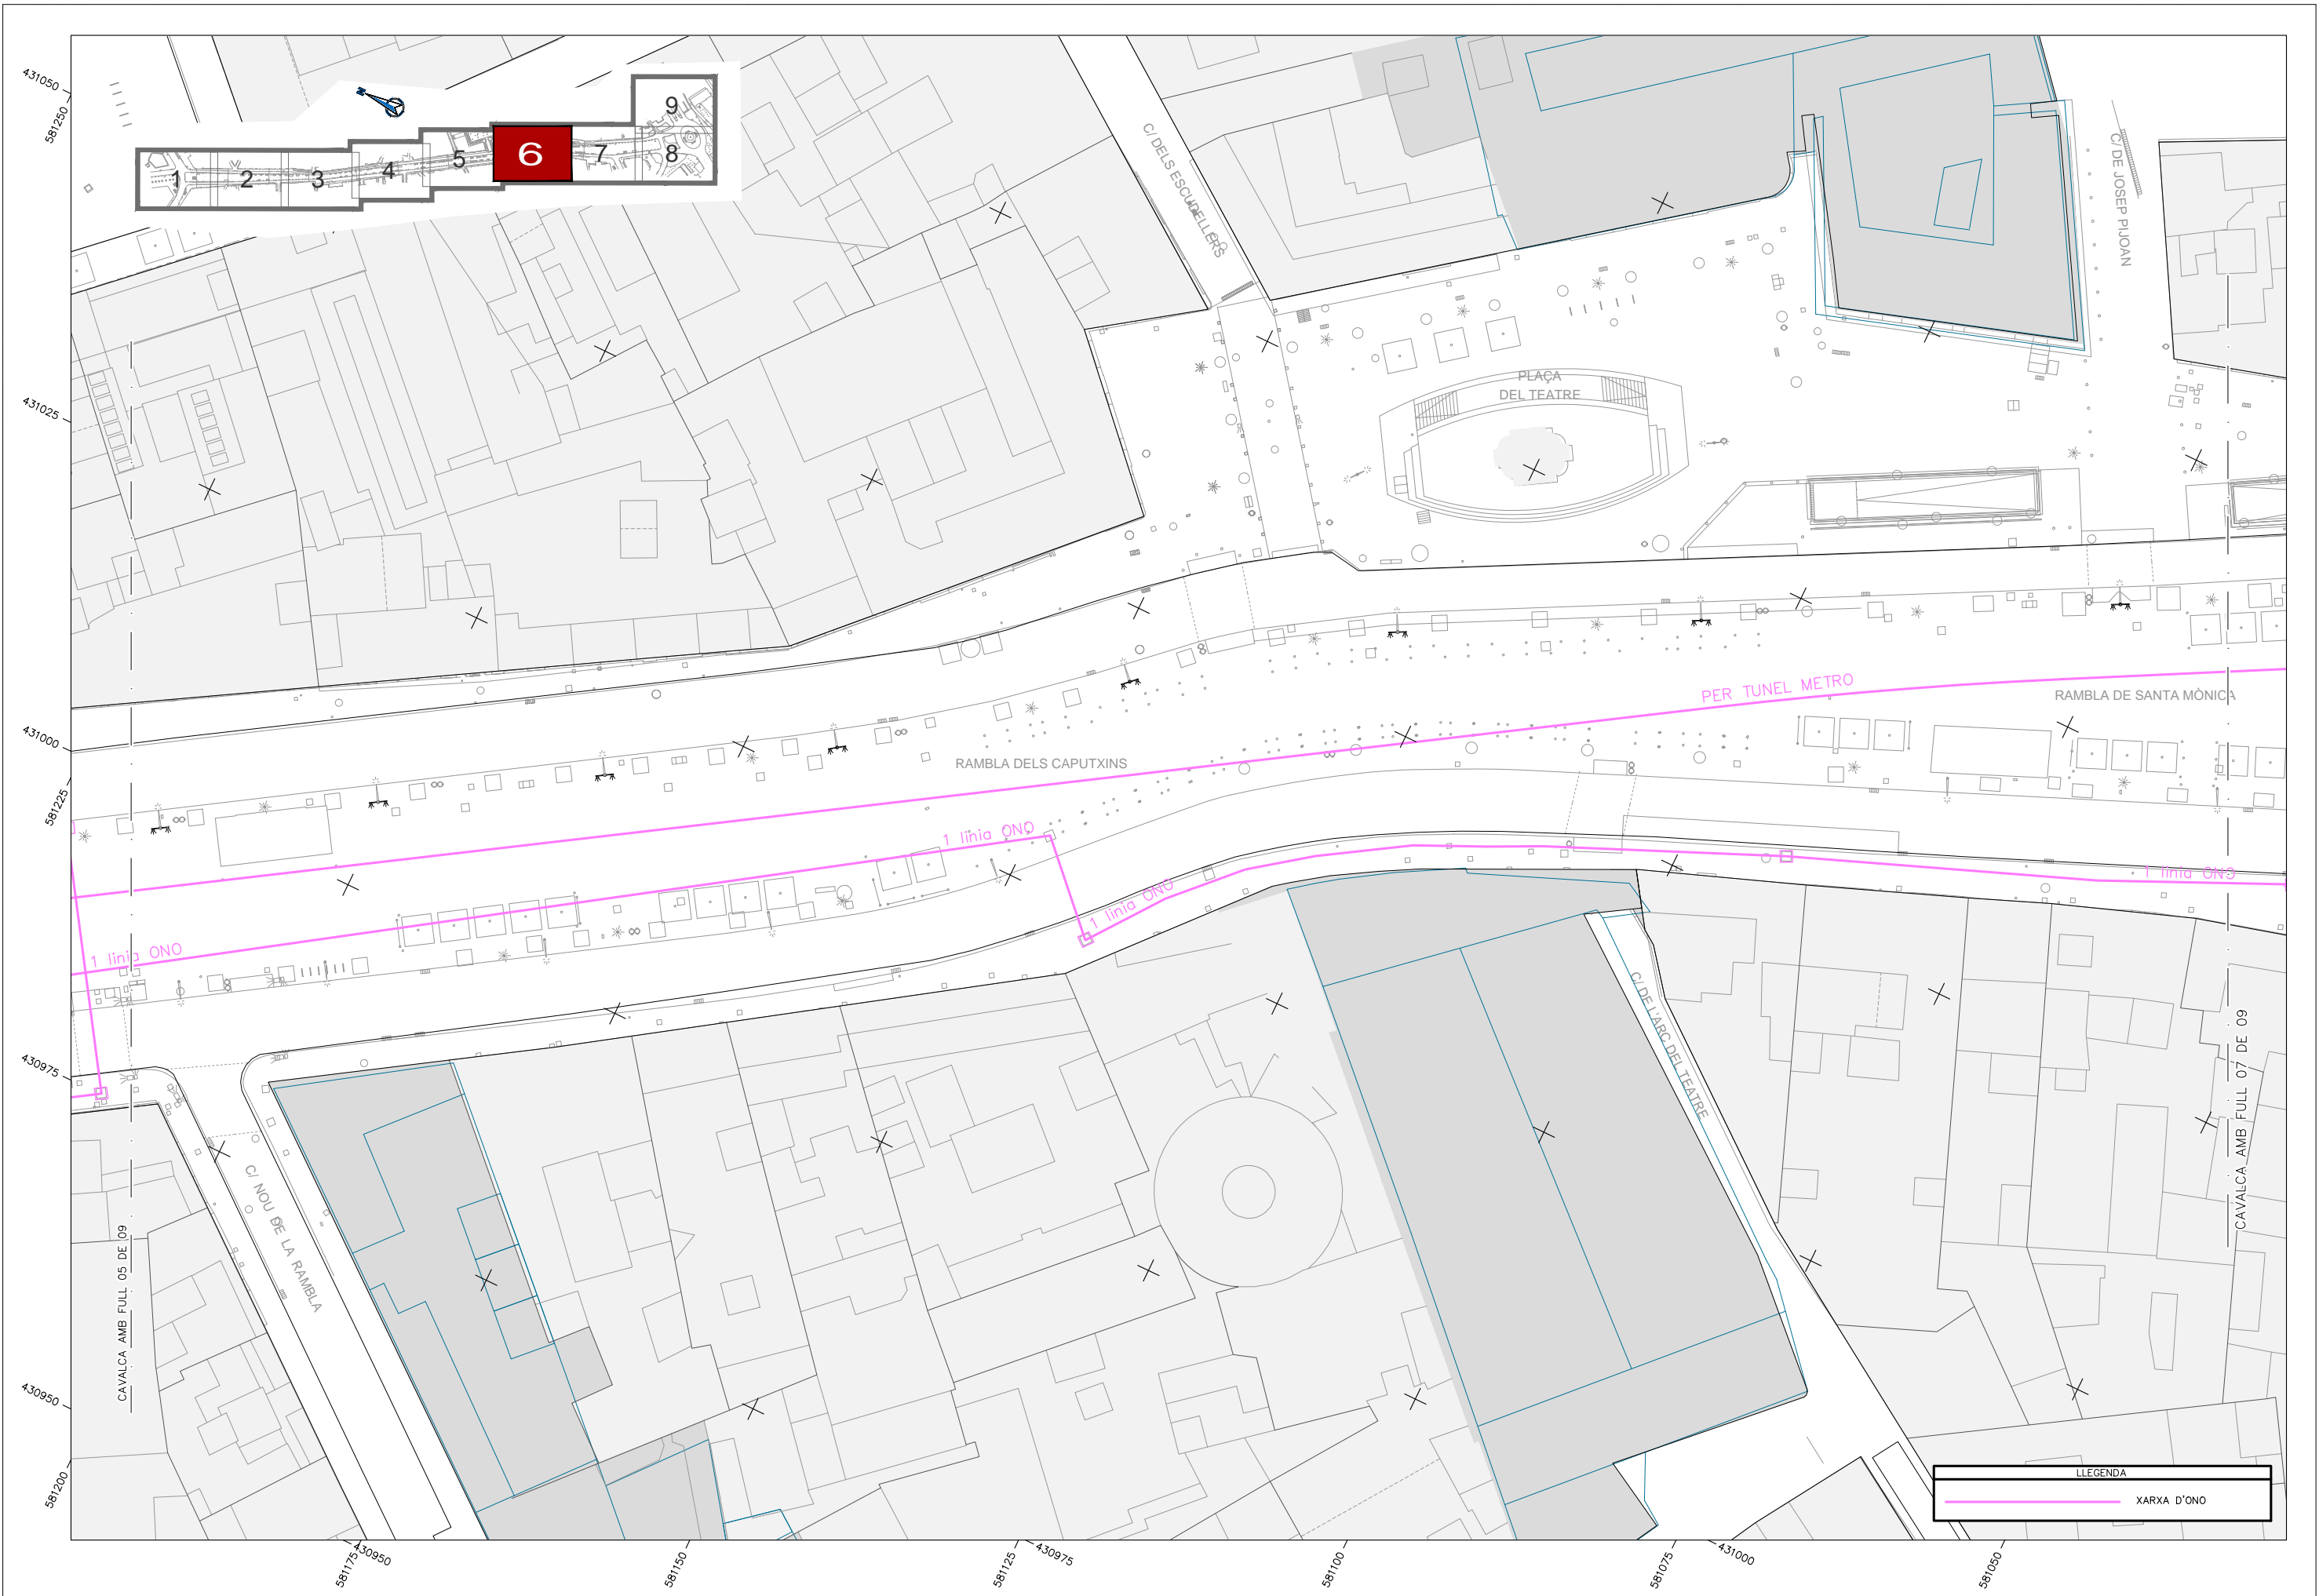 431050
581250
1
2
3
4
5
6
7
8
9
C/ DELS ESCUDELLERS
C/ DE JOSEP PIJOAN
431025
PLAÇA
DEL TEATRE
431000
581225
PER TUNEL METRO
RAMBLA DE SANTA MÒNICA
RAMBLA DELS CAPUTXINS
1 línia ONO
1 línia ONO
1 línia ONO
1 línia ONO
430975
C/ DE L'ARC DEL TEATRE
C/ NOU DE LA RAMBLA
CAVALCA AMB FULL 05 DE 09
CAVALCA AMB FULL 07 DE 09
430950
581200
LLEGENDA
XARXA D'ONO
581175
430950
581150
581125
430975
581100
581075
431000
581050